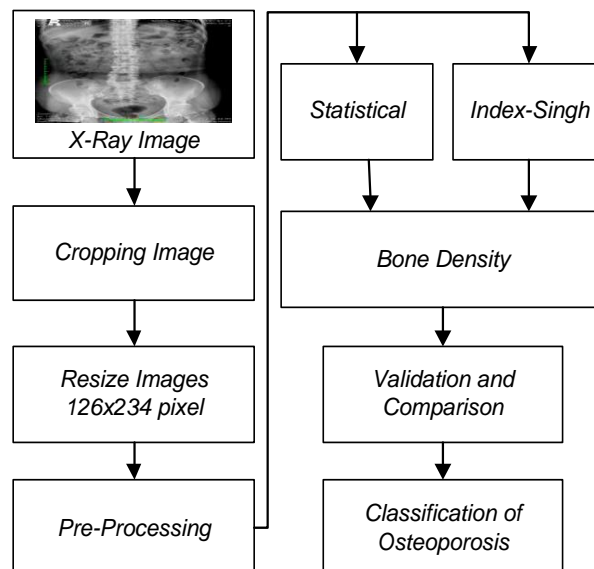 X-Ray Image
Cropping Image
Resize Images
126x234 pixel
Pre-Processing
Statistical
Index-Singh
Bone Density
Validation and
Comparison
Classification of
Osteoporosis